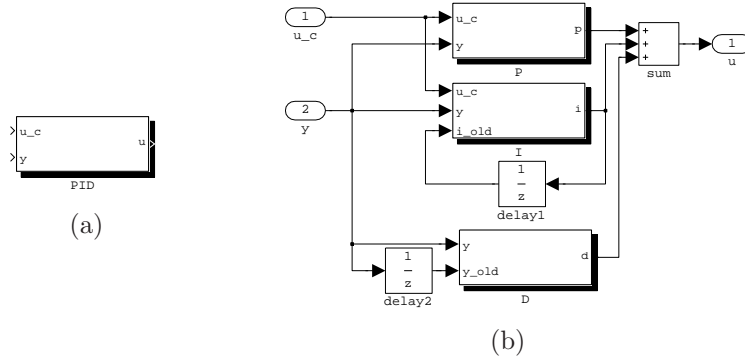 u_c
y
u
PID
(a)
1
u_c
2
y
u_c
y
p
P
u_c
y
i_old
i
I
1
z
delay1
y
y_old
d
D
1
z
delay2
+
+
+
sum
1
u
(b)